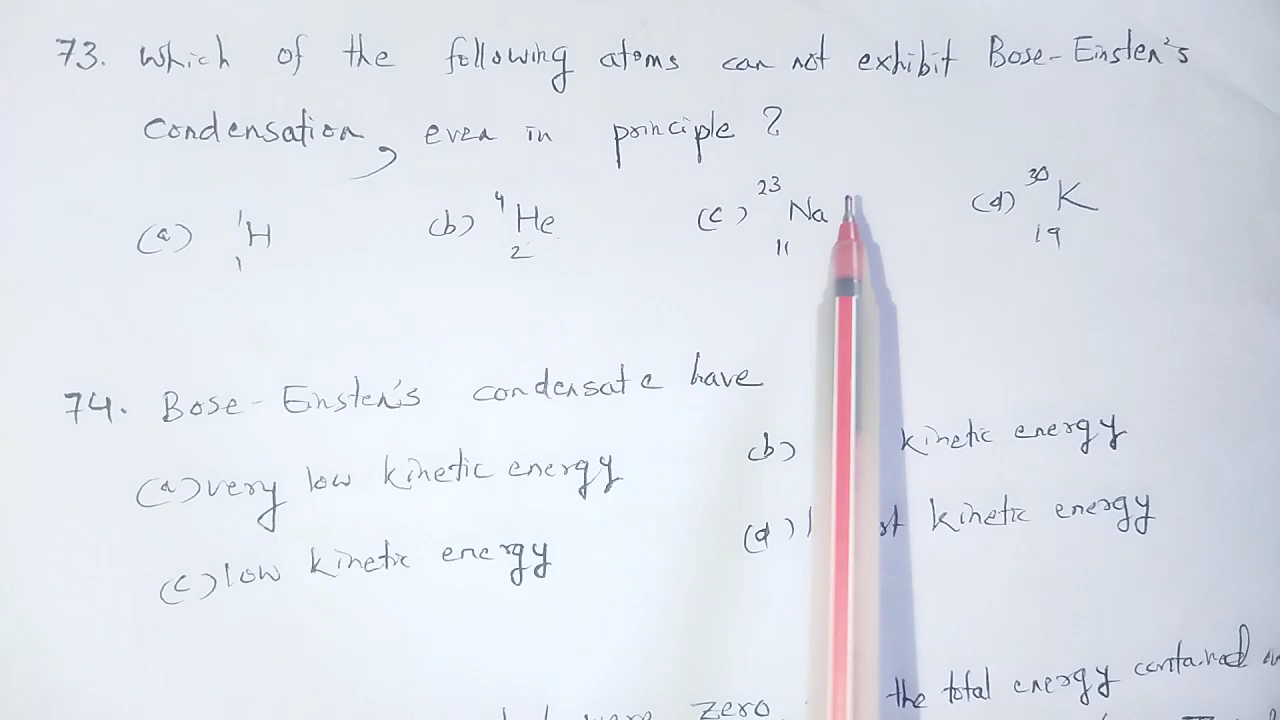 73. Which of the following atoms can not exhibit Bose-Einsten's
condensation, even in principle ?
(a) ¹₁H (b) ⁴₂He (c) ²³₁₁Na (d) ³⁰₁₉K
74. Bose-Einsten's condensate have
(a) very low kinetic energy (b) kinetic energy
(c) low kinetic energy (d) kinetic energy
zero the total energy contained